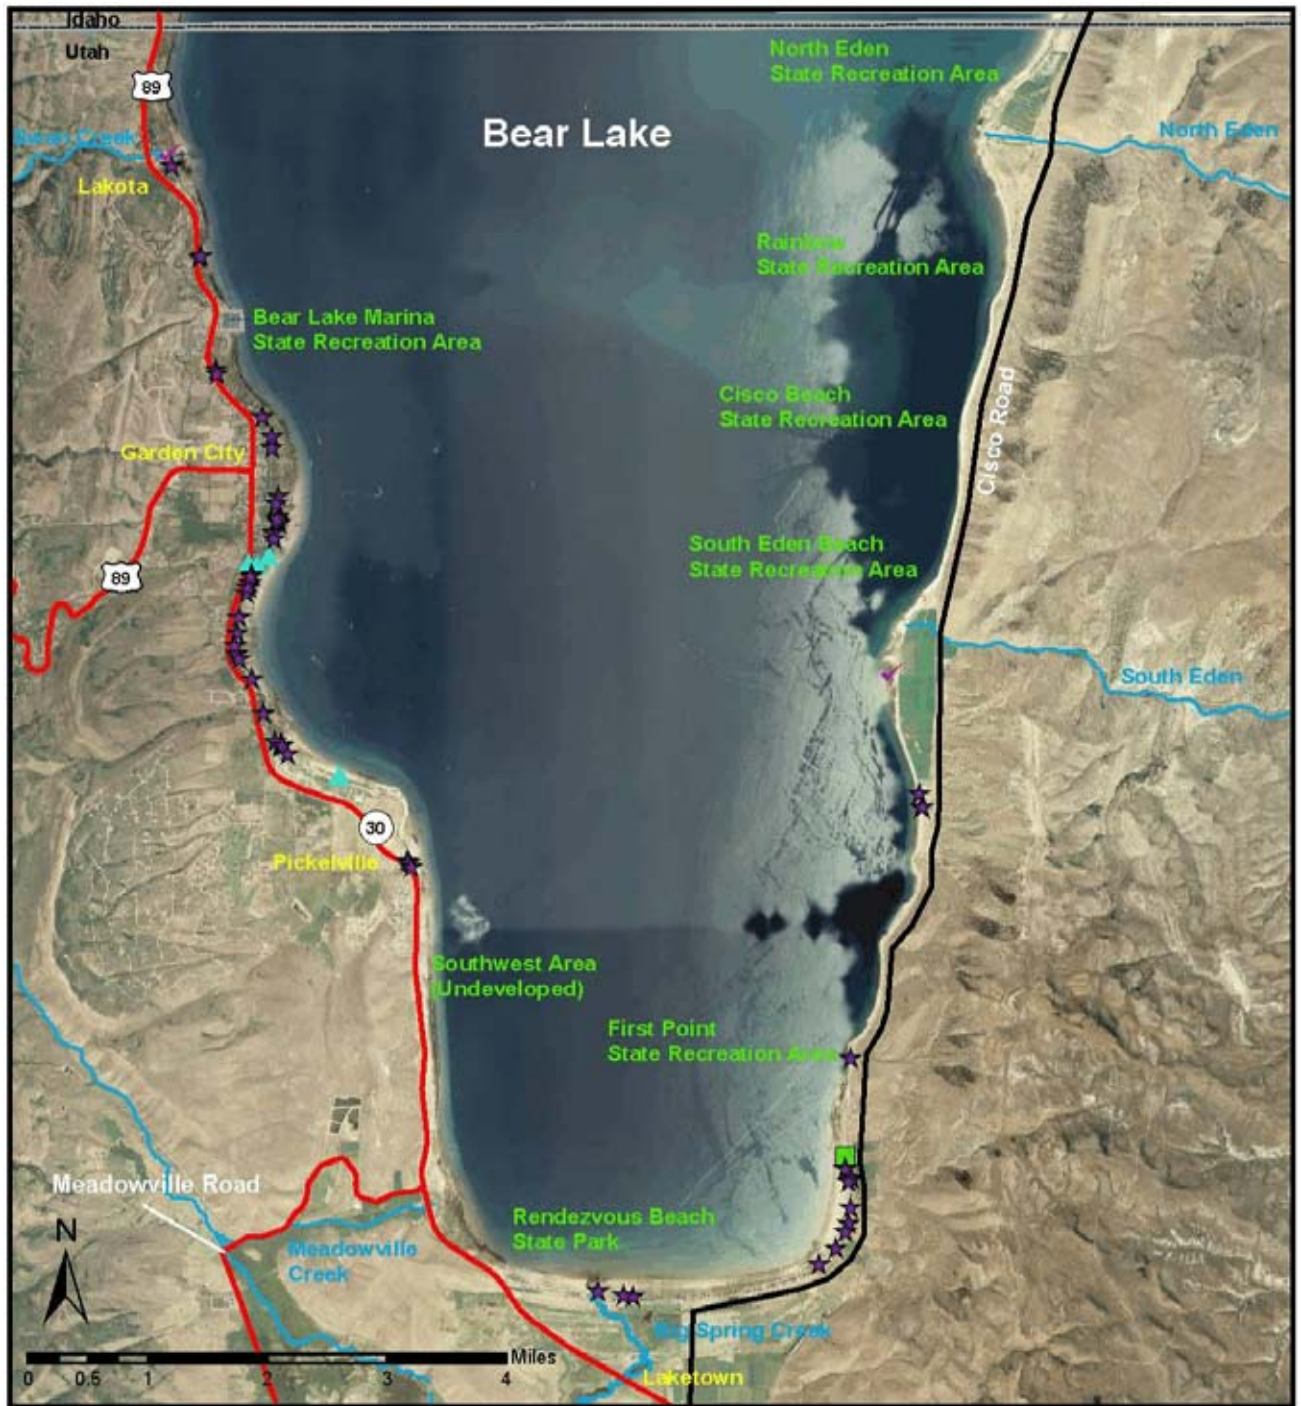 Idaho
Utah
89
North Eden
State Recreation Area
Bear Lake
Swan Creek
North Eden
Lakota
Rainbow
State Recreation Area
Bear Lake Marina
State Recreation Area
Cisco Road
Cisco Beach
State Recreation Area
Garden City
South Eden Beach
State Recreation Area
89
South Eden
30
Pickelville
Southwest Area
(Undeveloped)
First Point
State Recreation Area
Meadowville Road
N
Rendezvous Beach
State Park
Meadowville
Creek
Big Spring Creek
Miles
0 0.5 1 2 3 4
Laketown